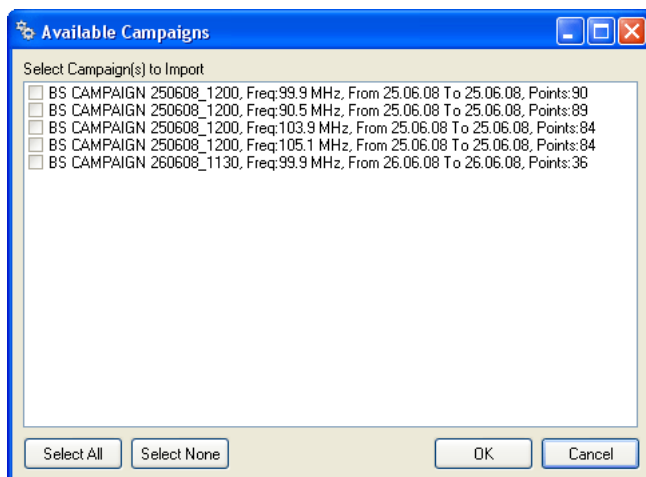 Available Campaigns
Select Campaign(s) to Import
BS CAMPAIGN 250608_1200, Freq:99.9 MHz, From 25.06.08 To 25.06.08, Points:90
BS CAMPAIGN 250608_1200, Freq:90.5 MHz, From 25.06.08 To 25.06.08, Points:89
BS CAMPAIGN 250608_1200, Freq:103.9 MHz, From 25.06.08 To 25.06.08, Points:84
BS CAMPAIGN 250608_1200, Freq:105.1 MHz, From 25.06.08 To 25.06.08, Points:84
BS CAMPAIGN 260608_1130, Freq:99.9 MHz, From 26.06.08 To 26.06.08, Points:36
Select All Select None OK Cancel